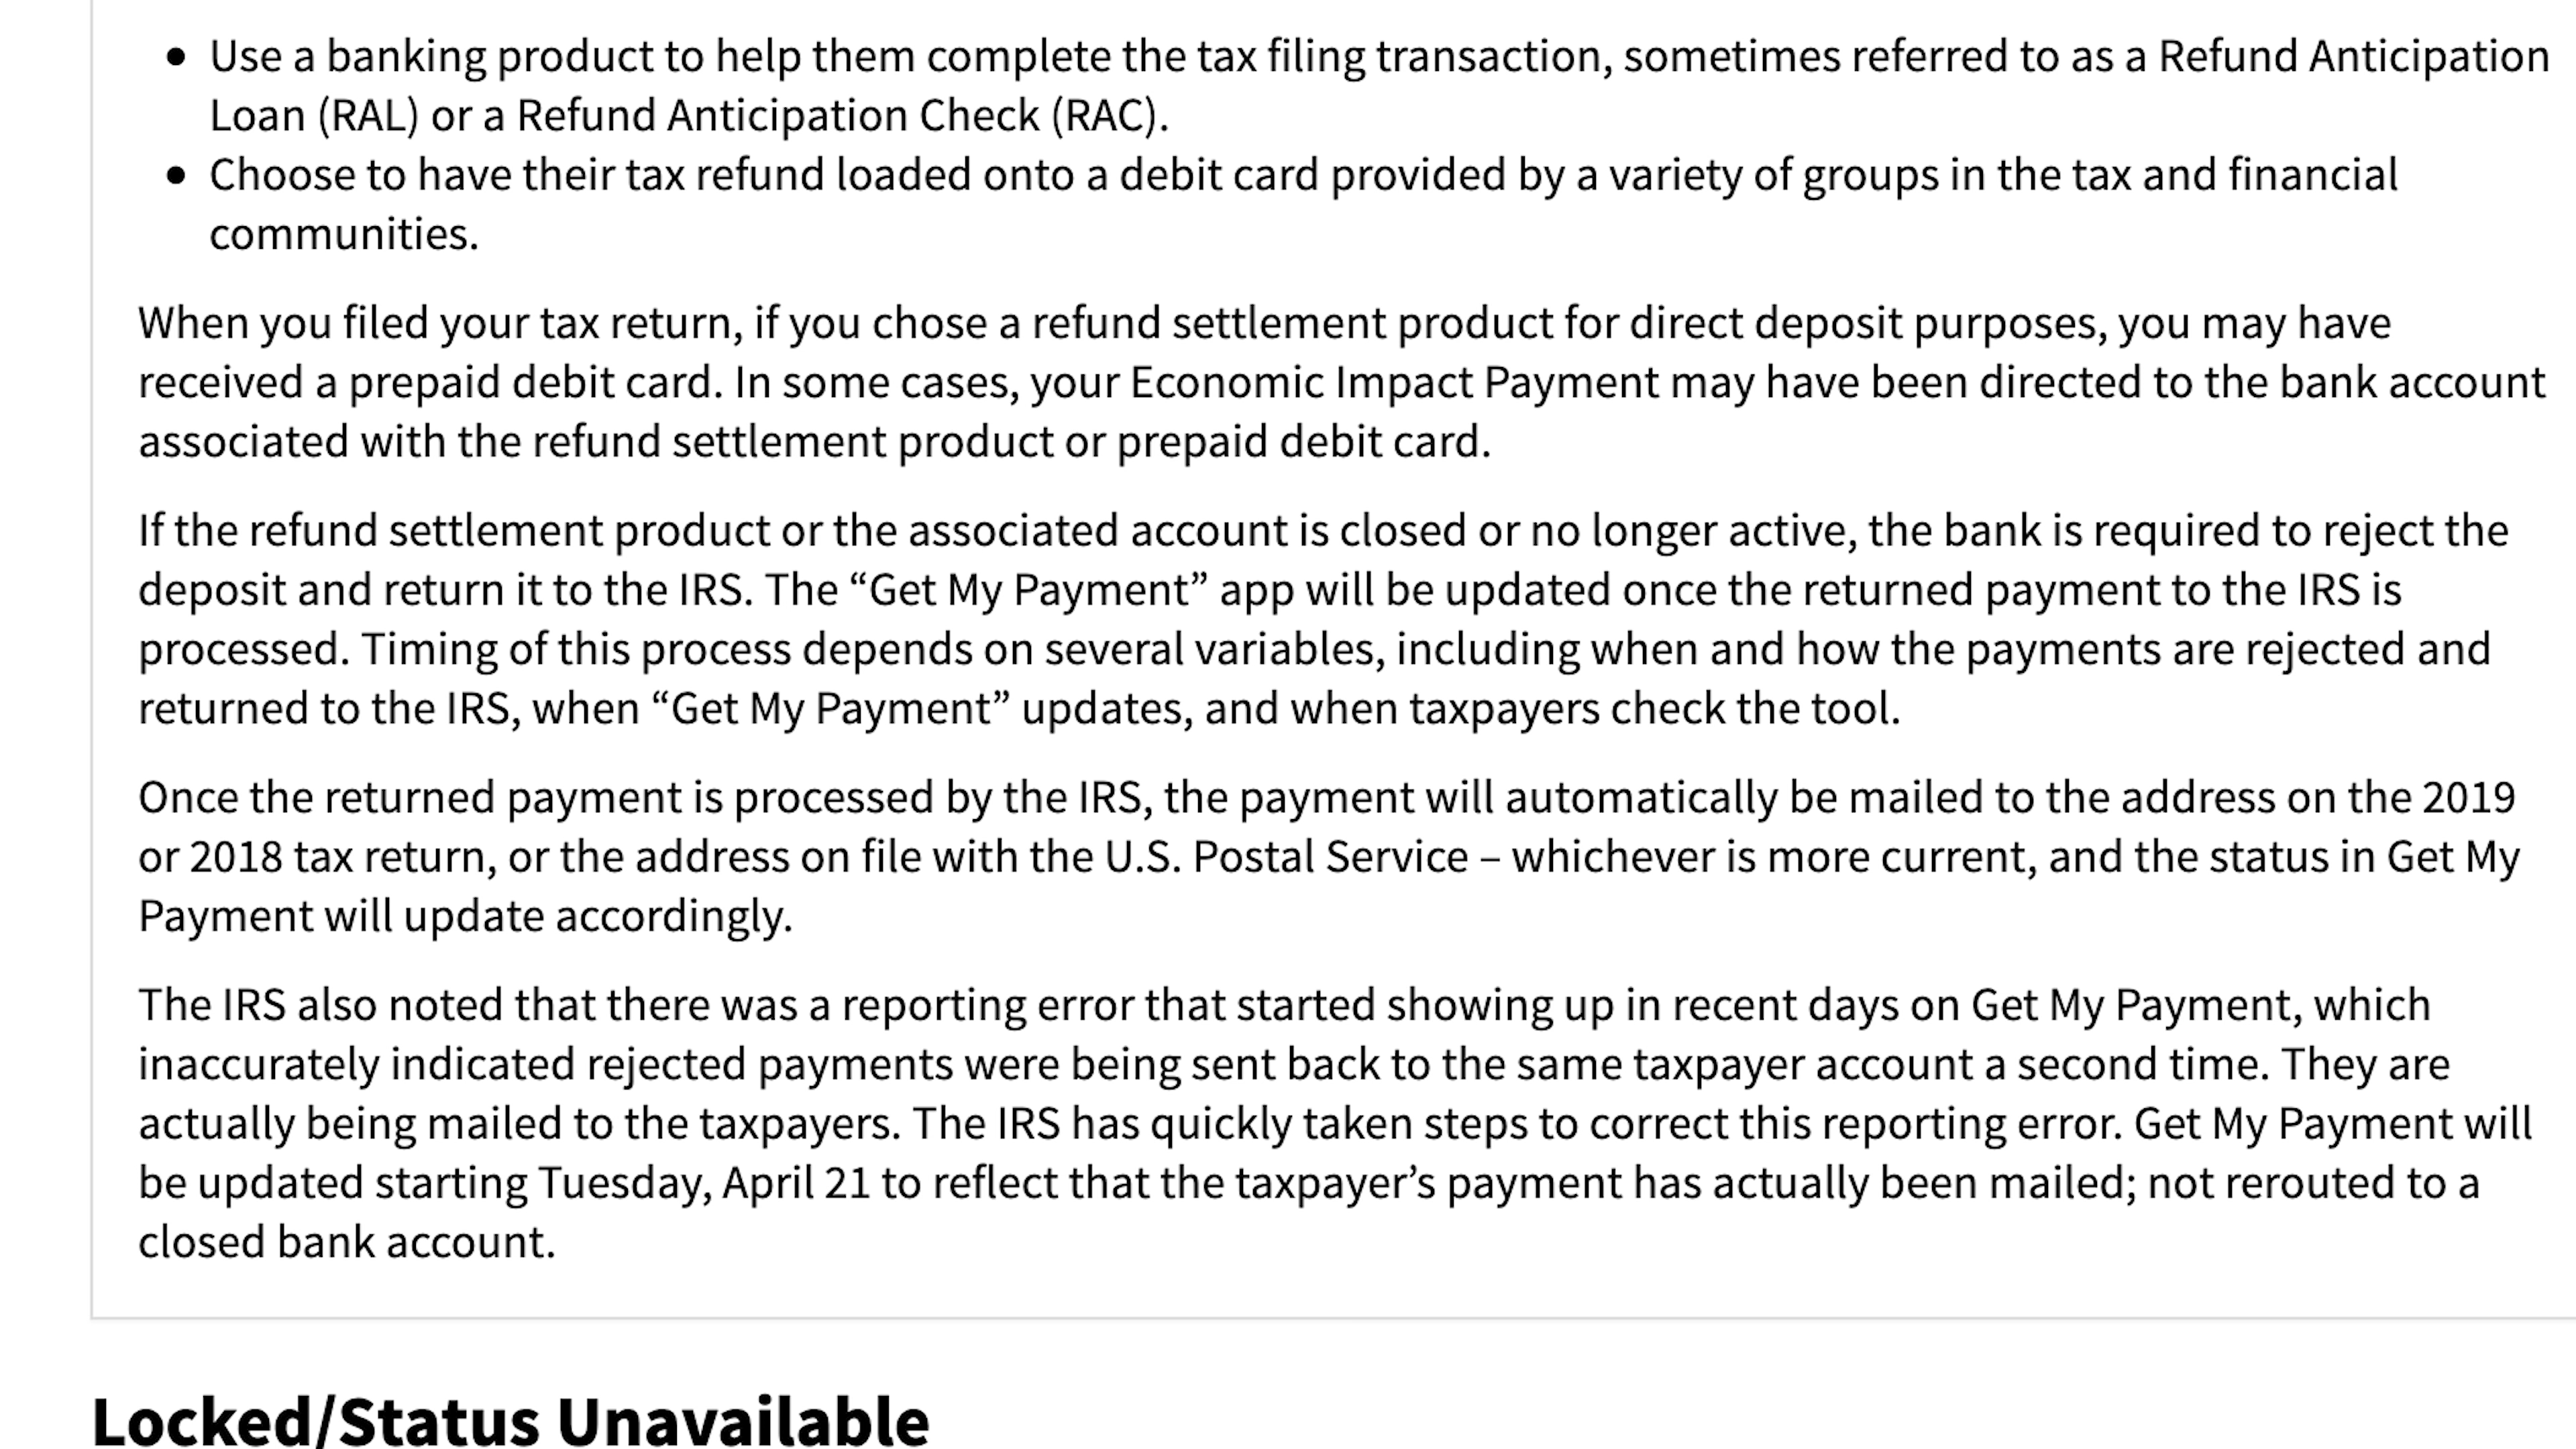 • Use a banking product to help them complete the tax filing transaction, sometimes referred to as a Refund Anticipation
Loan (RAL) or a Refund Anticipation Check (RAC).
• Choose to have their tax refund loaded onto a debit card provided by a variety of groups in the tax and financial
communities.
When you filed your tax return, if you chose a refund settlement product for direct deposit purposes, you may have
received a prepaid debit card. In some cases, your Economic Impact Payment may have been directed to the bank account
associated with the refund settlement product or prepaid debit card.
If the refund settlement product or the associated account is closed or no longer active, the bank is required to reject the
deposit and return it to the IRS. The “Get My Payment” app will be updated once the returned payment to the IRS is
processed. Timing of this process depends on several variables, including when and how the payments are rejected and
returned to the IRS, when “Get My Payment” updates, and when taxpayers check the tool.
Once the returned payment is processed by the IRS, the payment will automatically be mailed to the address on the 2019
or 2018 tax return, or the address on file with the U.S. Postal Service – whichever is more current, and the status in Get My
Payment will update accordingly.
The IRS also noted that there was a reporting error that started showing up in recent days on Get My Payment, which
inaccurately indicated rejected payments were being sent back to the same taxpayer account a second time. They are
actually being mailed to the taxpayers. The IRS has quickly taken steps to correct this reporting error. Get My Payment will
be updated starting Tuesday, April 21 to reflect that the taxpayer’s payment has actually been mailed; not rerouted to a
closed bank account.
Locked/Status Unavailable